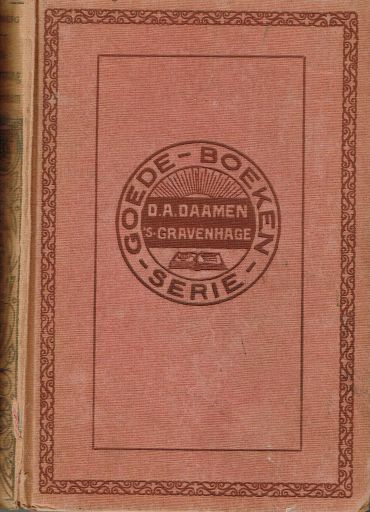 GOEDE-BOEKEN
D.A.DAAMEN
'S-GRAVENHAGE
-SERIE-